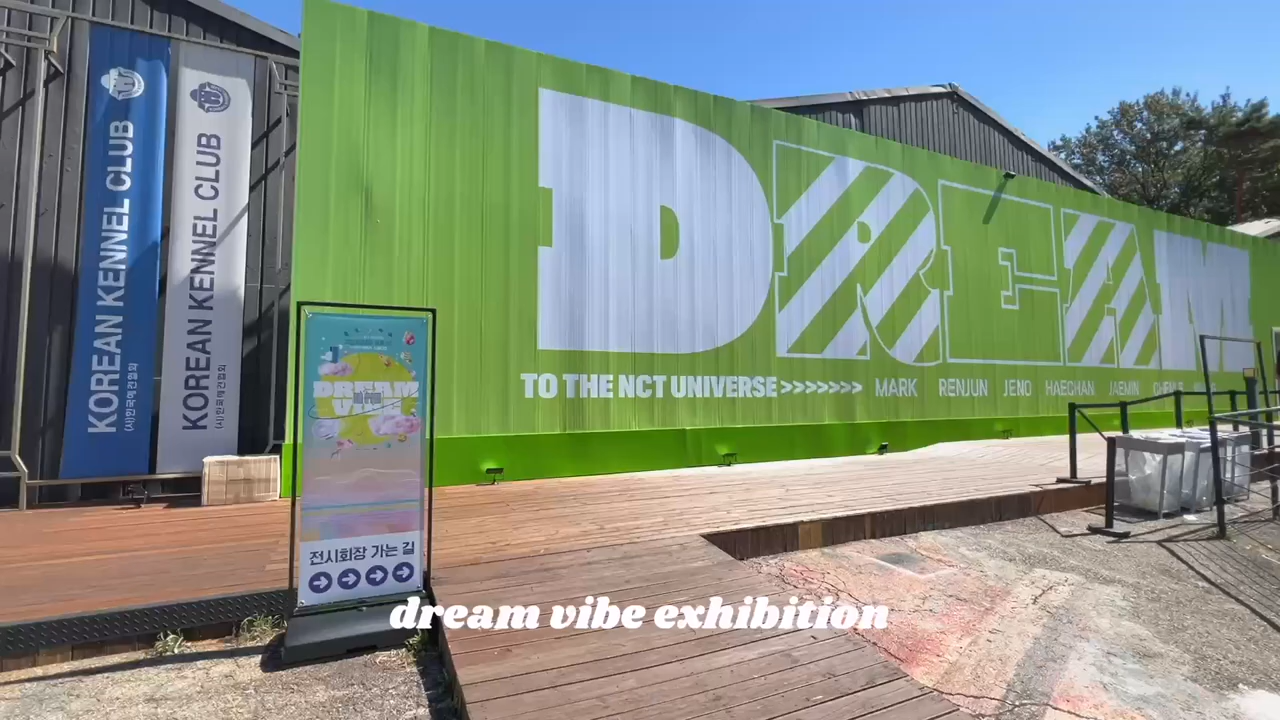 KOREAN KENNEL CLUB
(사)한국애견협회
KOREAN KENNEL CLUB
(사)한국애견협회
DREAM
TO THE NCT UNIVERSE >>>>>>> MARK RENJUN JENO HAECHAN JAEMIN
DREAM
전시회장 가는 길
dream vibe exhibition